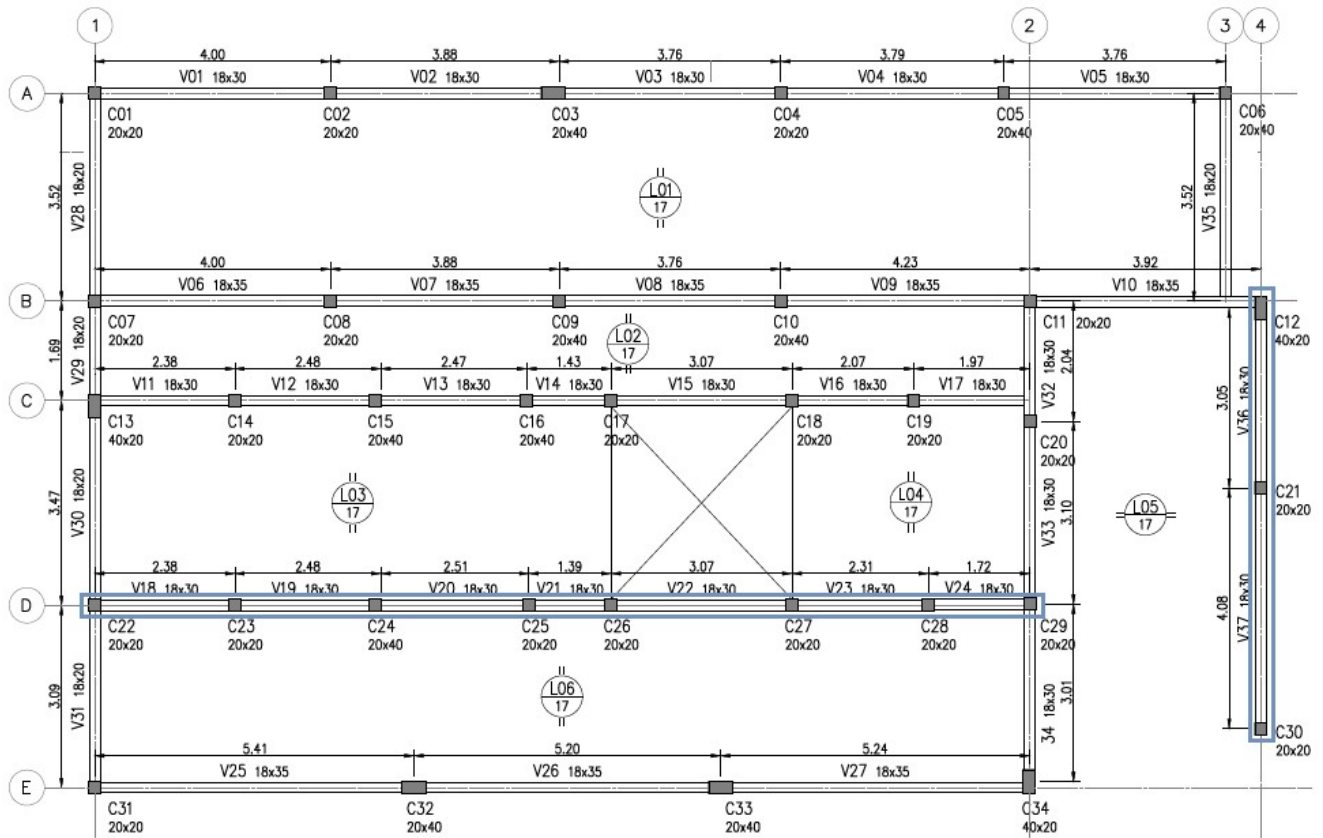 1 2 3 4
4.00 3.88 3.76 3.79 3.76
V01 18x30 V02 18x30 V03 18x30 V04 18x30 V05 18x30
A
C01 C02 C03 C04 C05 C06
20x20 20x20 20x40 20x20 20x40 20x40
3.52
V28 18x20
L01
17
3.52
V35 18x20
4.00 3.88 3.76 4.23 3.92
V06 18x35 V07 18x35 V08 18x35 V09 18x35 V10 18x35
B
C07 C08 C09 C10 C11 20x20 C12
20x20 20x20 20x40 20x40 40x20
1.69
V29 18x20
L02
17
V32 18x30
2.04
2.38 2.48 2.47 1.43 3.07 2.07 1.97
V11 18x30 V12 18x30 V13 18x30 V14 18x30 V15 18x30 V16 18x30 V17 18x30
3.05
V36 18x30
C
C13 C14 C15 C16 C17 C18 C19 C20
40x20 20x20 20x40 20x40 20x20 20x20 20x20 20x20
3.47
V30 18x20
L03
17
L04
17
V33 18x30
3.10
L05
17
C21
20x20
2.38 2.48 2.51 1.39 3.07 2.31 1.72
V18 18x30 V19 18x30 V20 18x30 V21 18x30 V22 18x30 V23 18x30 V24 18x30
4.08
V37 18x30
D
C22 C23 C24 C25 C26 C27 C28 C29
20x20 20x20 20x40 20x20 20x20 20x20 20x20 20x20
3.09
V31 18x20
L06
17
34 18x30
3.01
C30
20x20
5.41 5.20 5.24
V25 18x35 V26 18x35 V27 18x35
E
C31 C32 C33 C34
20x20 20x40 20x40 40x20